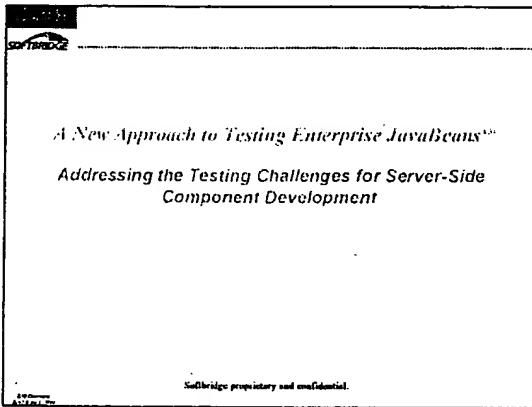 SOFTBRIDGE
A New Approach to Testing Enterprise JavaBeans™
Addressing the Testing Challenges for Server-Side
Component Development
Softbridge proprietary and confidential.